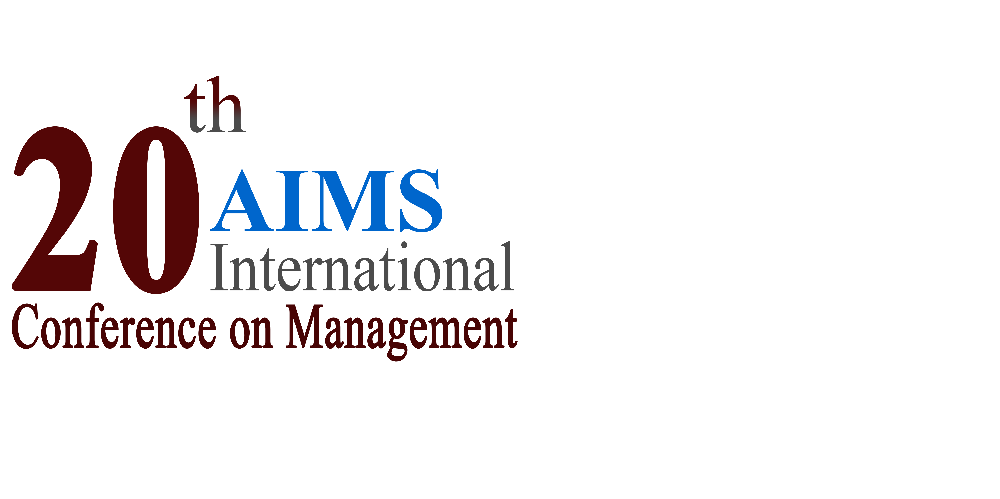 20th
AIMS
International
Conference on Management